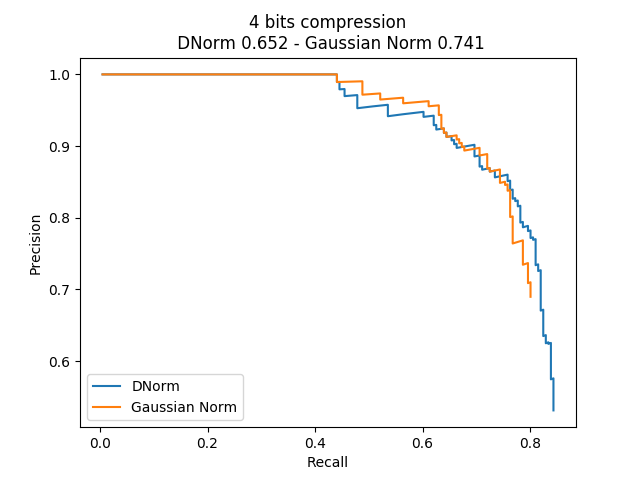 4 bits compression
DNorm 0.652 - Gaussian Norm 0.741
1.0
0.9
0.8
0.7
0.6
Precision
DNorm
Gaussian Norm
0.0 0.2 0.4 0.6 0.8
Recall